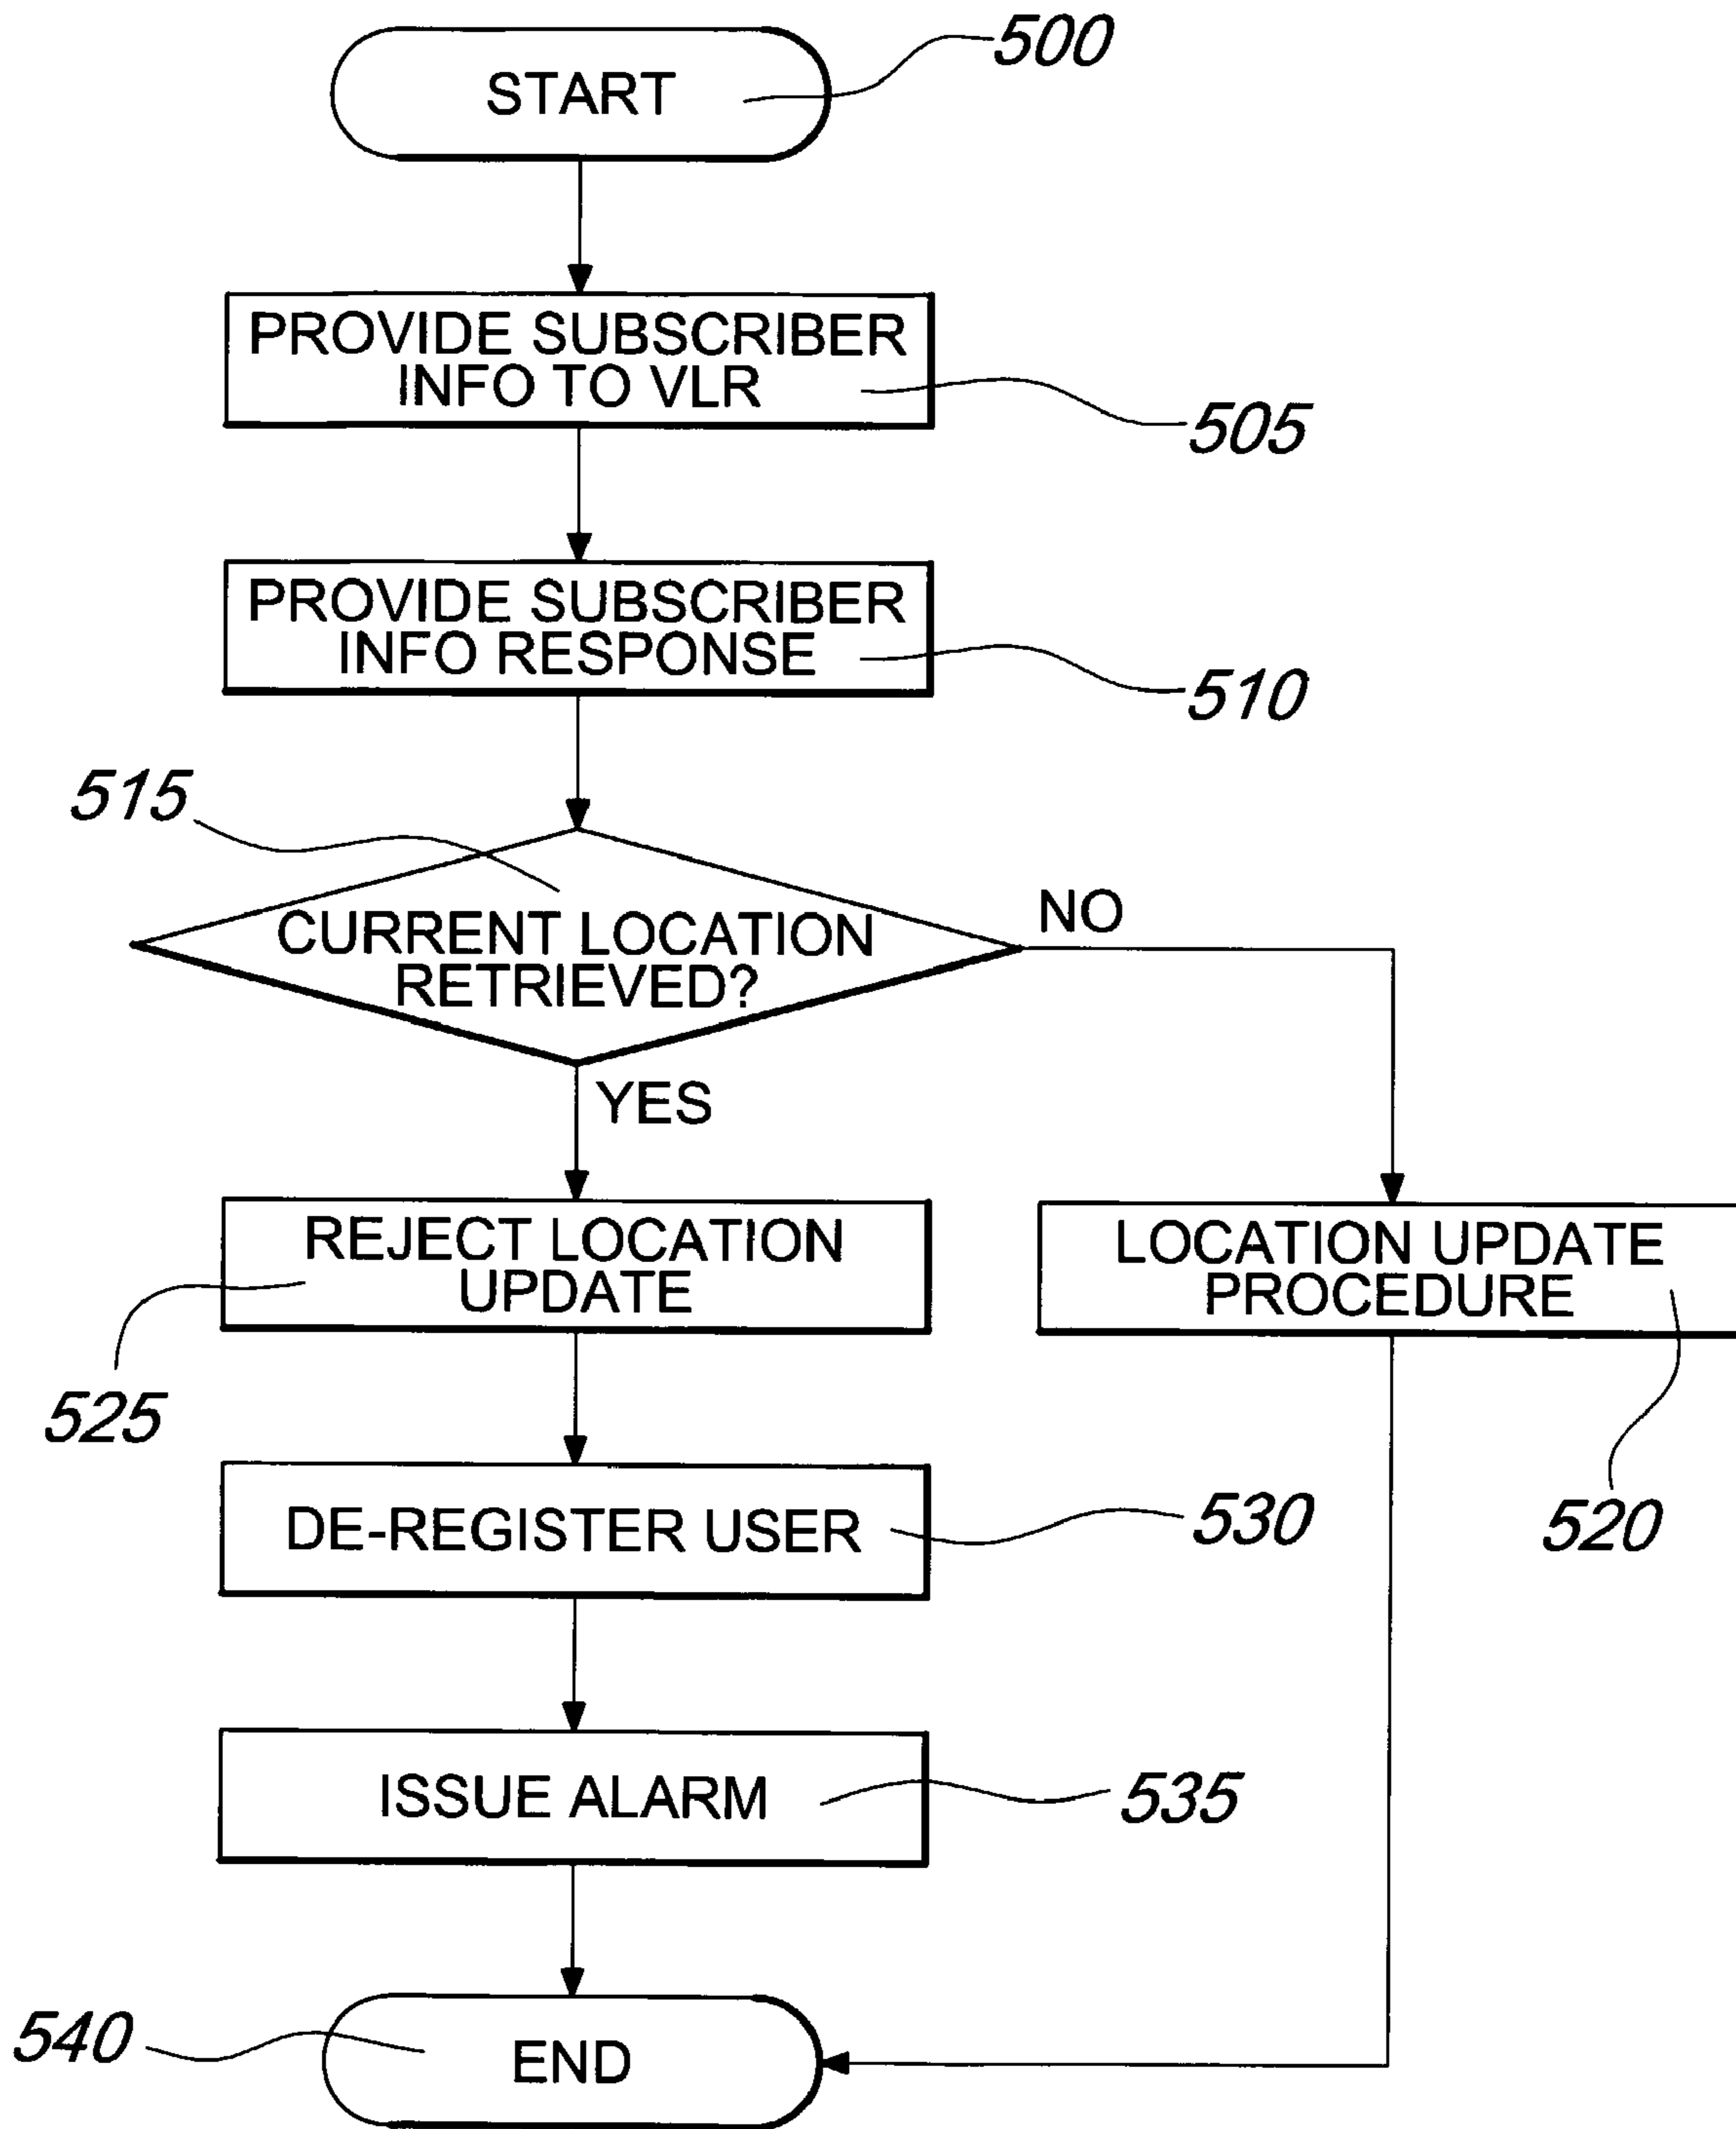 START
500
PROVIDE SUBSCRIBER
INFO TO VLR
505
PROVIDE SUBSCRIBER
INFO RESPONSE
510
515
CURRENT LOCATION
RETRIEVED?
NO
YES
REJECT LOCATION
UPDATE
525
LOCATION UPDATE
PROCEDURE
520
DE-REGISTER USER
530
ISSUE ALARM
535
540
END